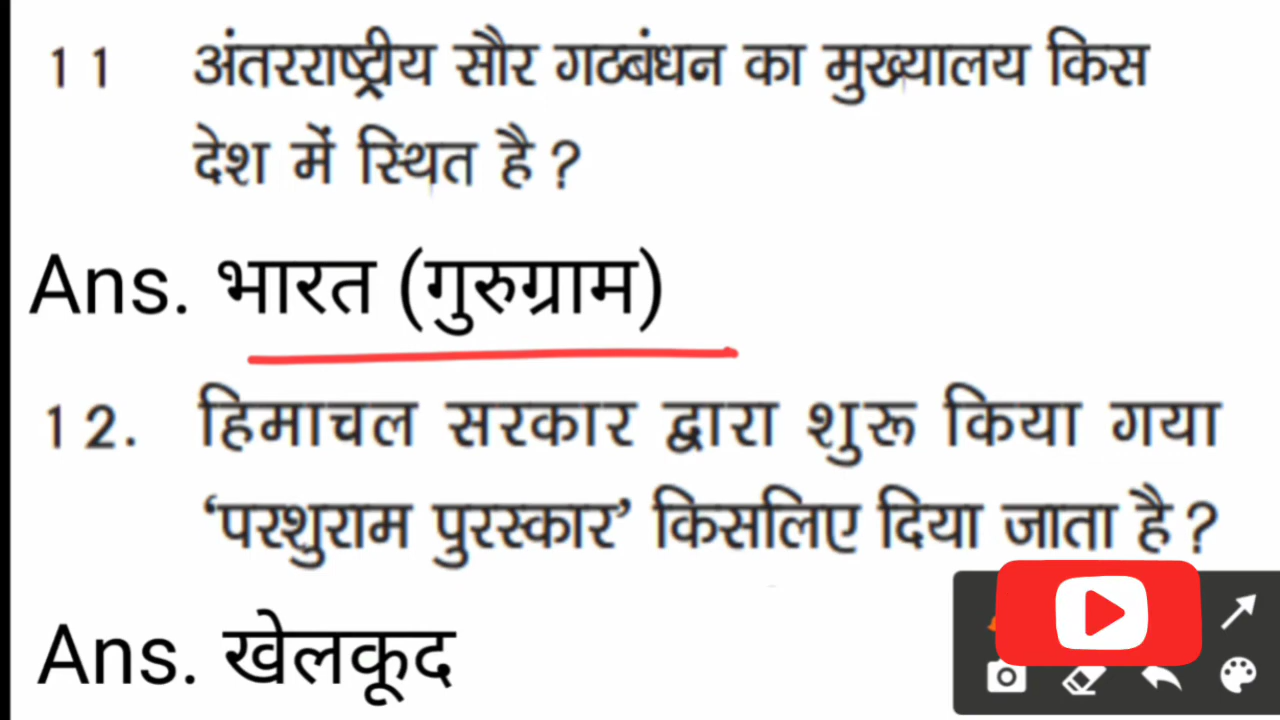 11 अंतरराष्ट्रीय सौर गठबंधन का मुख्यालय किस
देश में स्थित है ?
Ans. भारत (गुरुग्राम)
12. हिमाचल सरकार द्वारा शुरू किया गया
‘परशुराम पुरस्कार’ किसलिए दिया जाता है ?
Ans. खेलकूद